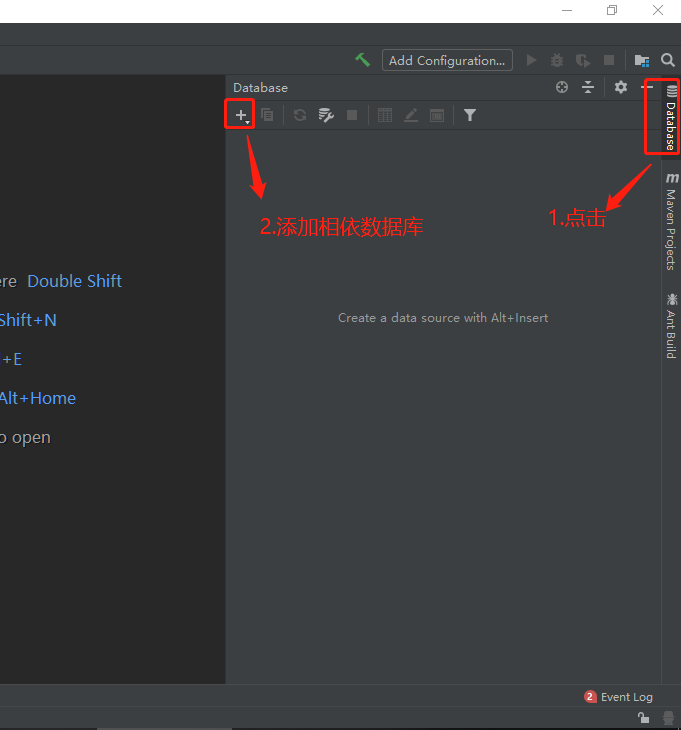 Add Configuration...
Database
Database
2.添加相依数据库
1.点击
Maven Projects
ere Double Shift
Shift+N
Create a data source with Alt+Insert
Ant Build
+E
Alt+Home
o open
2 Event Log